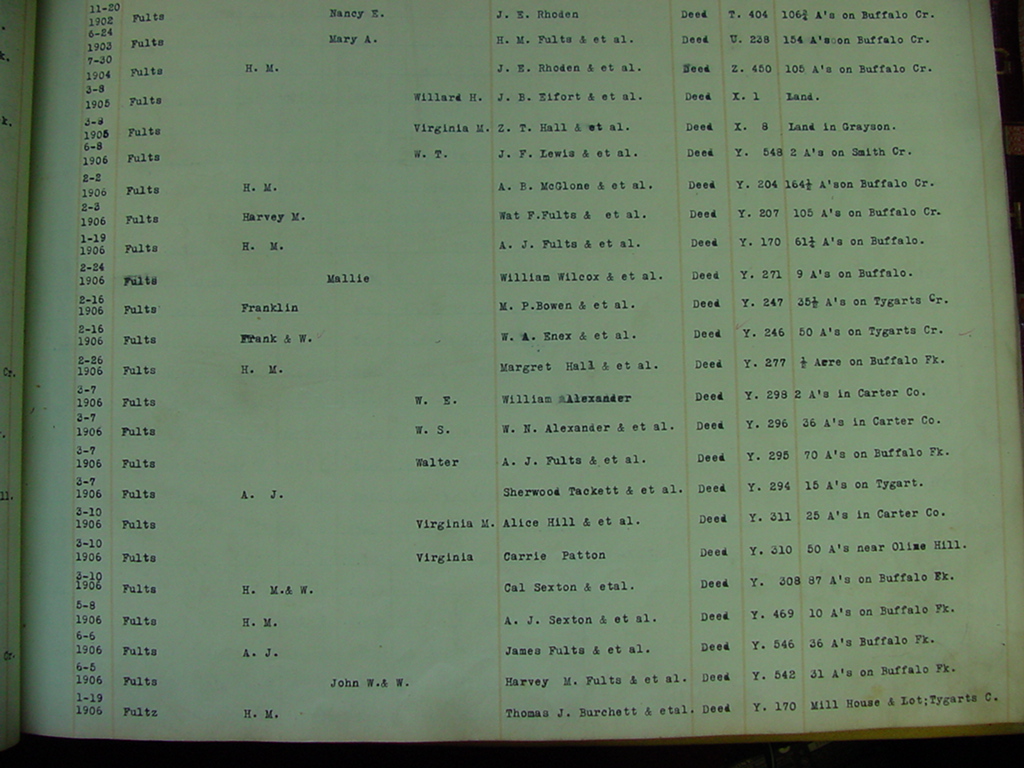 11-20
1902 Fults Nancy E. J. E. Rhoden Deed T. 404 106¾ A's on Buffalo Cr.
6-24
1903 Fults Mary A. H. M. Fults & et al. Deed U. 238 154 A's on Buffalo Cr.
7-30
1904 Fults H. M. J. E. Rhoden & et al. Deed Z. 450 105 A's on Buffalo Cr.
3-8
1905 Fults Willard H. J. B. Eifort & et al. Deed X. 1 Land.
3-9
1905 Fults Virginia M. Z. T. Hall & et al. Deed X. 8 Land in Grayson.
6-8
1906 Fults W. T. J. F. Lewis & et al. Deed Y. 548 2 A's on Smith Cr.
2-2
1906 Fults H. M. A. B. McGlone & et al. Deed Y. 204 164½ A'son Buffalo Cr.
2-3
1906 Fults Harvey M. Wat F.Fults & et al. Deed Y. 207 105 A's on Buffalo Cr.
1-19
1906 Fults H. M. A. J. Fults & et al. Deed Y. 170 61¼ A's on Buffalo.
2-24
1906 Fults Mallie William Wilcox & et al. Deed Y. 271 9 A's on Buffalo.
2-16
1906 Fults Franklin M. P.Bowen & et al. Deed Y. 247 35½ A's on Tygarts Cr.
2-16
1906 Fults Frank & W. W. A. Enex & et al. Deed Y. 246 50 A's on Tygarts Cr.
2-26
1906 Fults H. M. Margret Hall & et al. Deed Y. 277 ½ Acre on Buffalo Fk.
3-7
1906 Fults W. E. William Alexander Deed Y. 298 2 A's in Carter Co.
3-7
1906 Fults W. S. W. N. Alexander & et al. Deed Y. 296 36 A's in Carter Co.
3-7
1906 Fults Walter A. J. Fults & et al. Deed Y. 295 70 A's on Buffalo Fk.
3-7
1906 Fults A. J. Sherwood Tackett & et al. Deed Y. 294 15 A's on Tygart.
3-10
1906 Fults Virginia M. Alice Hill & et al. Deed Y. 311 25 A's in Carter Co.
3-10
1906 Fults Virginia Carrie Patton Deed Y. 310 50 A's near Olive Hill.
3-10
1906 Fults H. M.& W. Cal Sexton & etal. Deed Y. 308 87 A's on Buffalo Fk.
5-8
1906 Fults H. M. A. J. Sexton & et al. Deed Y. 469 10 A's on Buffalo Fk.
6-6
1906 Fults A. J. James Fults & et al. Deed Y. 546 36 A's Buffalo Fk.
6-5
1906 Fults John W.& W. Harvey M. Fults & et al. Deed Y. 542 31 A's on Buffalo Fk.
1-19
1906 Fultz H. M. Thomas J. Burchett & etal. Deed Y. 170 Mill House & Lot;Tygarts C.
k.
k.
Cr.
11.
Cr.